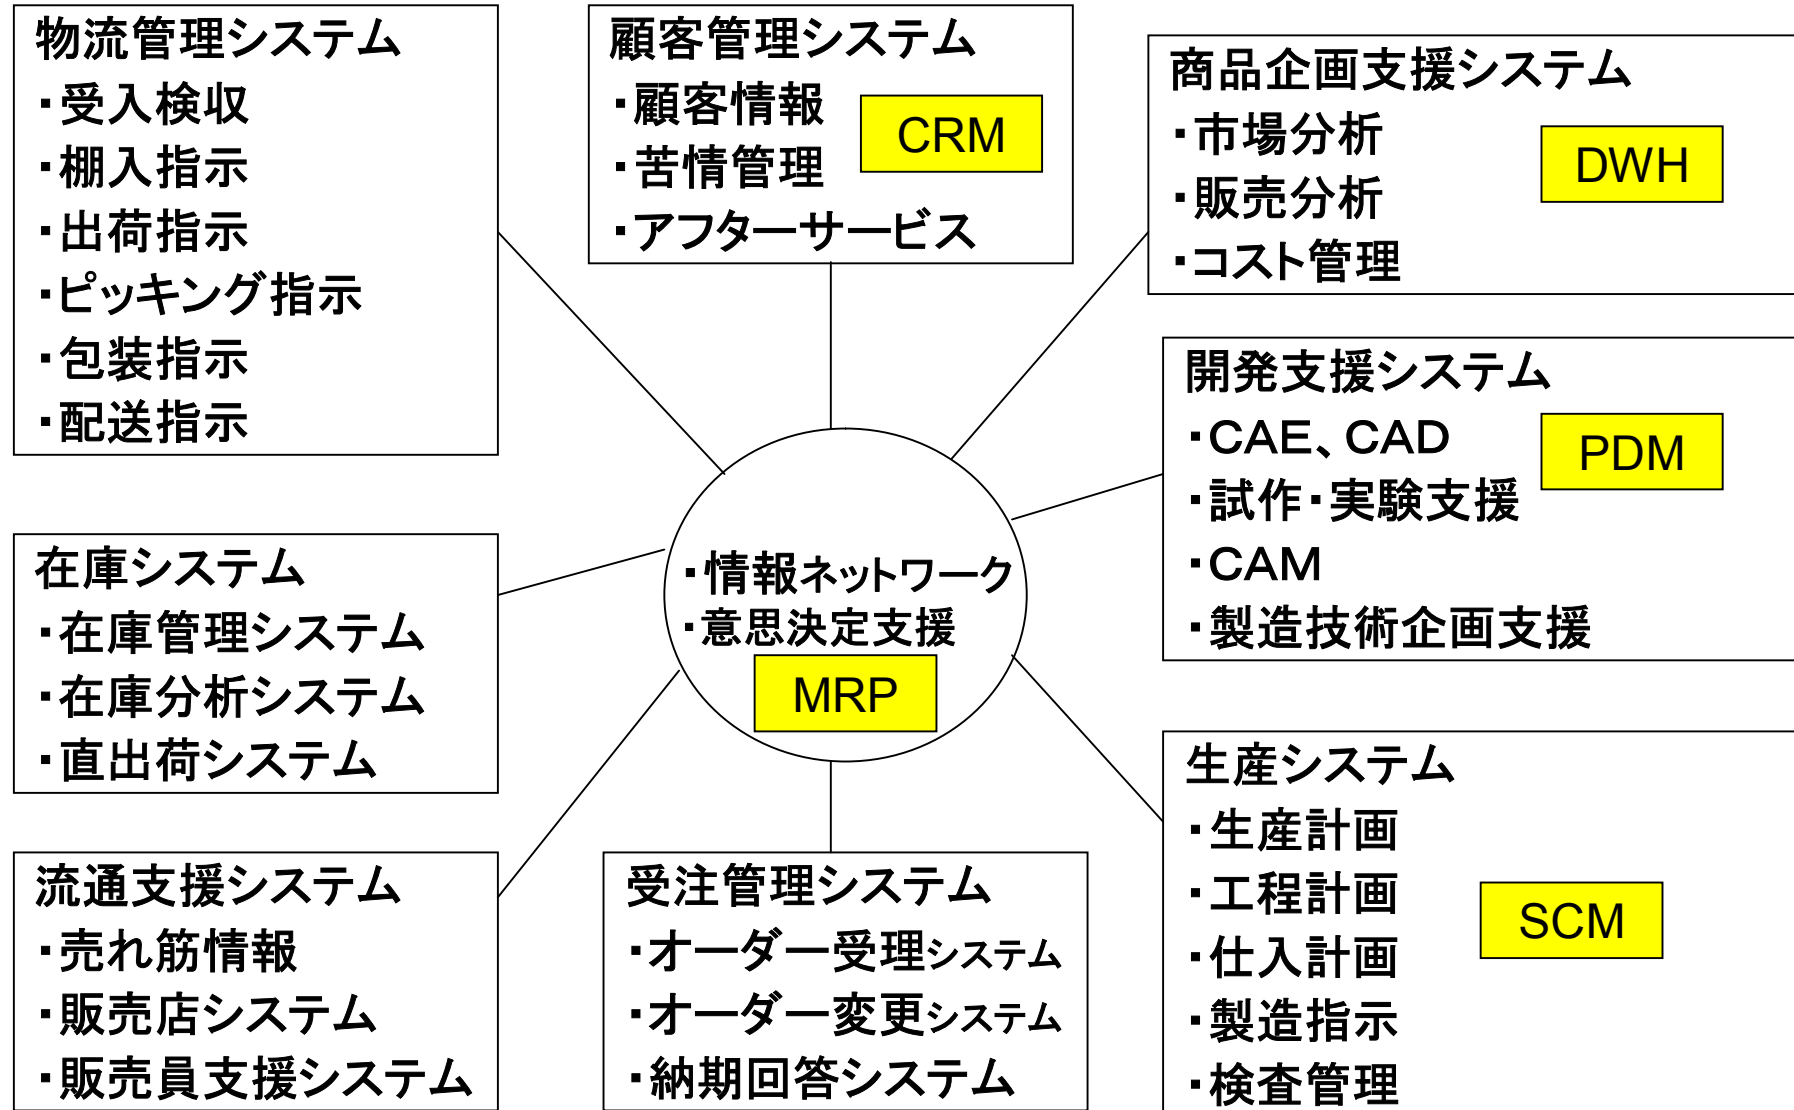 物流管理システム
・受入検収
・棚入指示
・出荷指示
・ピッキング指示
・包装指示
・配送指示
顧客管理システム
・顧客情報
・苦情管理
・アフターサービス
CRM
商品企画支援システム
・市場分析
・販売分析
・コスト管理
DWH
開発支援システム
・CAE、CAD
・試作・実験支援
・CAM
・製造技術企画支援
PDM
・情報ネットワーク
・意思決定支援
MRP
在庫システム
・在庫管理システム
・在庫分析システム
・直出荷システム
流通支援システム
・売れ筋情報
・販売店システム
・販売員支援システム
受注管理システム
・オーダー受理システム
・オーダー変更システム
・納期回答システム
生産システム
・生産計画
・工程計画
・仕入計画
・製造指示
・検査管理
SCM